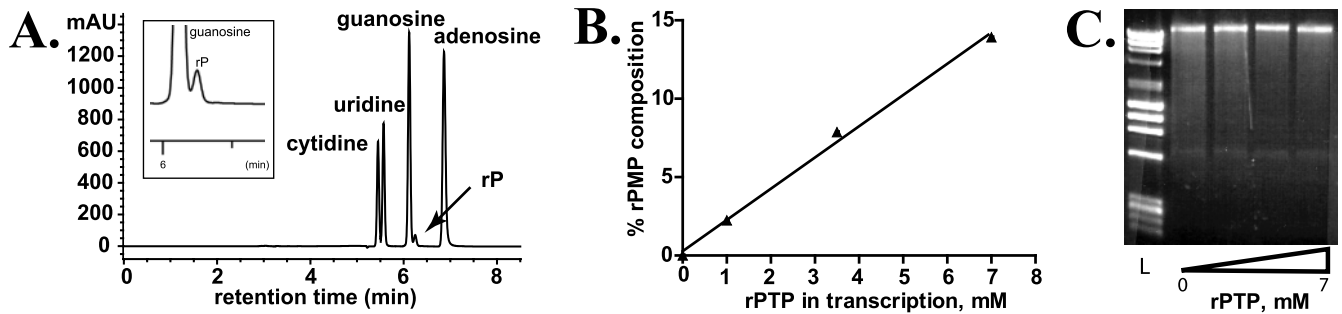 A.
mAU
1200
1000
800
600
400
200
0
guanosine
rP
6
(min)
cytidine
uridine
guanosine
adenosine
rP
0 2 4 6 8
retention time (min)
B.
% rPMP composition
15
10
5
0
0 1 2 3 4 5 6 7 8
rPTP in transcription, mM
C.
L
0 7
rPTP, mM